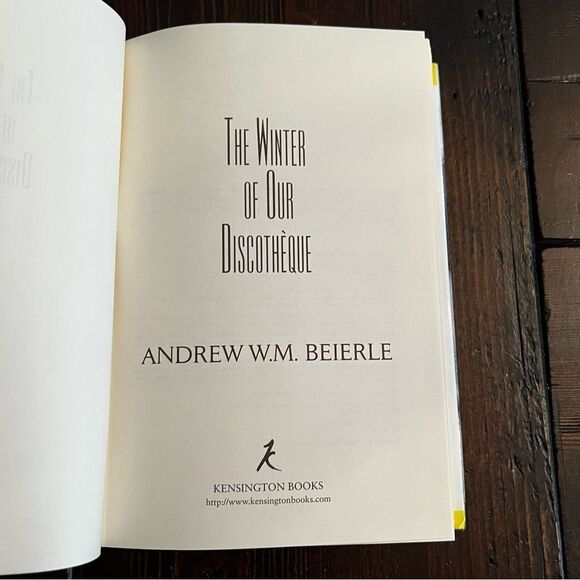 The Winter
of Our
Discothèque
ANDREW W.M. BEIERLE
k
KENSINGTON BOOKS
http://www.kensingtonbooks.com